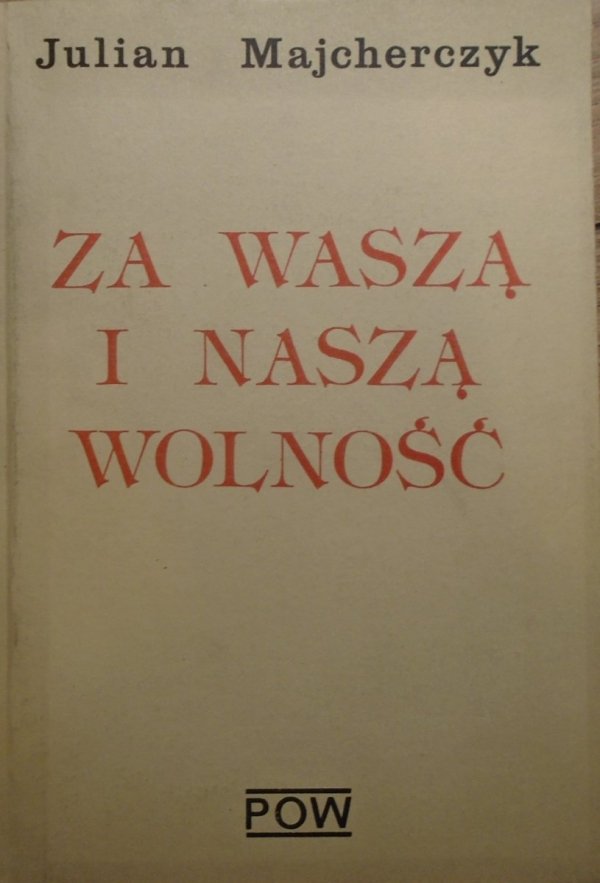 Julian Majcherczyk
ZA WASZĄ
I NASZĄ
WOLNOŚĆ
POW